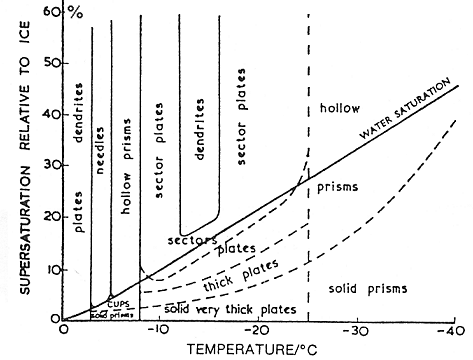 60 %
50
40
30
20
10
0
SUPERSATURATION RELATIVE TO ICE
plates dendrites
needles
hollow prisms
sector plates
dendrites
sector plates
hollow
prisms
WATER SATURATION
sectors
plates
thick plates
CUPS
solid prisms
solid very thick plates
solid prisms
0 -10 -20 -30 -40
TEMPERATURE/°C